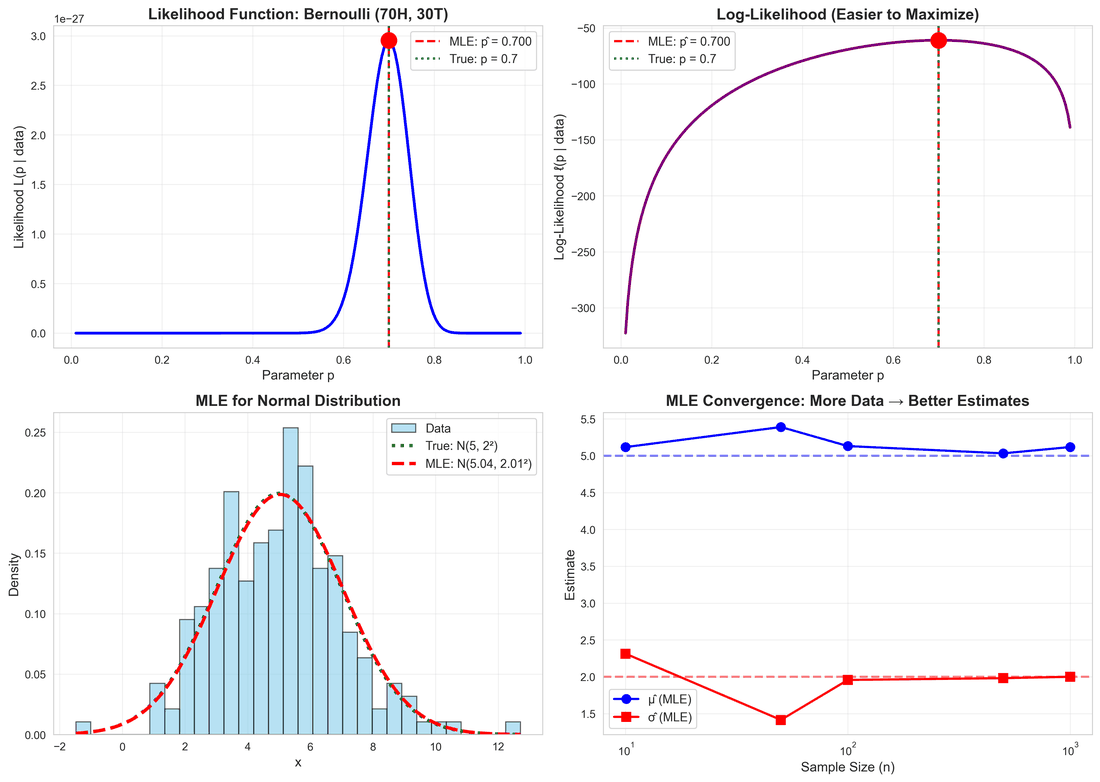 Likelihood Function: Bernoulli (70H, 30T)
1e−27
MLE: p̂ = 0.700
True: p = 0.7
3.0
2.5
2.0
1.5
1.0
0.5
0.0
Likelihood L(p | data)
0.0 0.2 0.4 0.6 0.8 1.0
Parameter p
Log-Likelihood (Easier to Maximize)
MLE: p̂ = 0.700
True: p = 0.7
−50
−100
−150
−200
−250
−300
Log-Likelihood ℓ(p | data)
0.0 0.2 0.4 0.6 0.8 1.0
Parameter p
MLE for Normal Distribution
Data
True: N(5, 2²)
MLE: N(5.04, 2.01²)
0.25
0.20
0.15
0.10
0.05
0.00
Density
−2 0 2 4 6 8 10 12
x
MLE Convergence: More Data → Better Estimates
5.5
5.0
4.5
4.0
3.5
3.0
2.5
2.0
1.5
Estimate
μ̂ (MLE)
σ̂ (MLE)
10¹ 10² 10³
Sample Size (n)